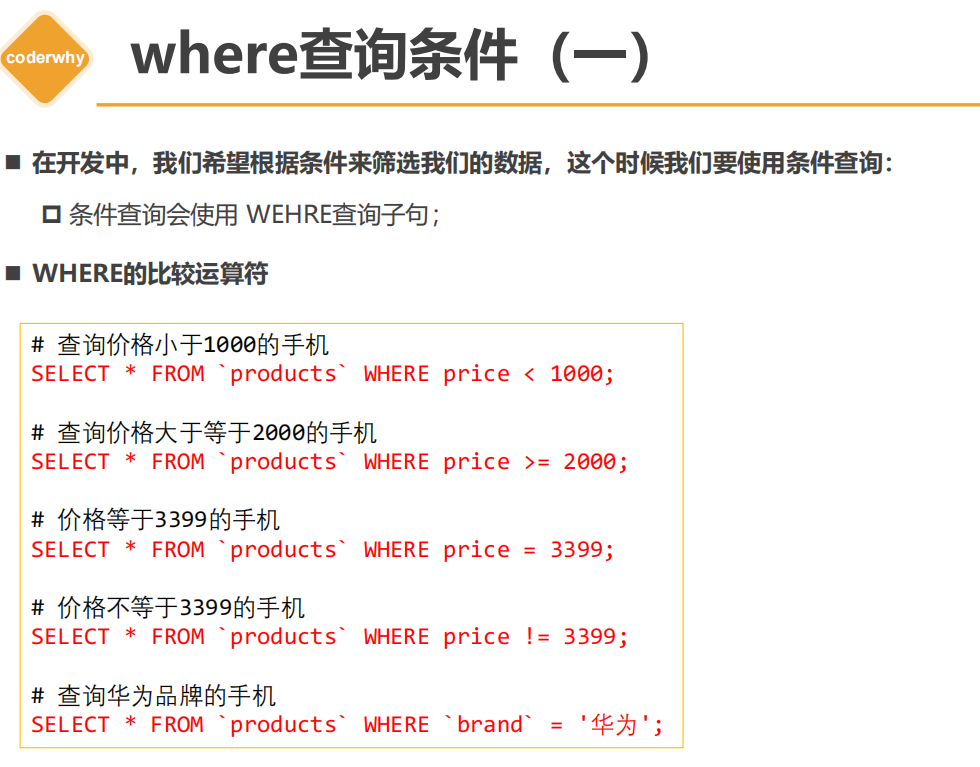 coderwhy
where查询条件（一）
在开发中，我们希望根据条件来筛选我们的数据，这个时候我们要使用条件查询：
条件查询会使用 WEHRE查询子句；
WHERE的比较运算符
# 查询价格小于1000的手机
SELECT * FROM `products` WHERE price < 1000;
# 查询价格大于等于2000的手机
SELECT * FROM `products` WHERE price >= 2000;
# 价格等于3399的手机
SELECT * FROM `products` WHERE price = 3399;
# 价格不等于3399的手机
SELECT * FROM `products` WHERE price != 3399;
# 查询华为品牌的手机
SELECT * FROM `products` WHERE `brand` = '华为';